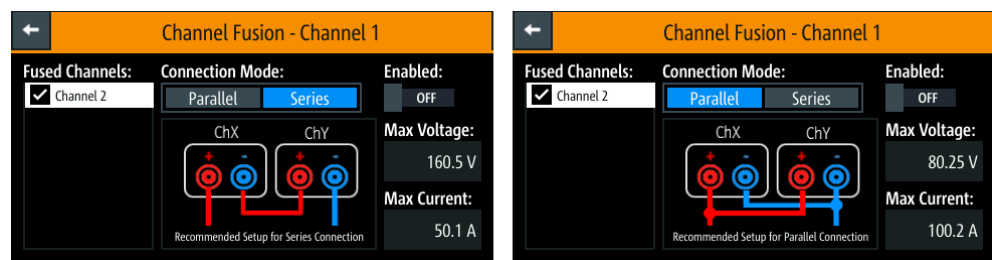 Channel Fusion - Channel 1
Fused Channels:
Channel 2
Connection Mode:
Parallel
Series
ChX
ChY
+
-
+
-
Recommended Setup for Series Connection
Enabled:
OFF
Max Voltage:
160.5 V
Max Current:
50.1 A
Channel Fusion - Channel 1
Fused Channels:
Channel 2
Connection Mode:
Parallel
Series
ChX
ChY
+
-
+
-
Recommended Setup for Parallel Connection
Enabled:
OFF
Max Voltage:
80.25 V
Max Current:
100.2 A